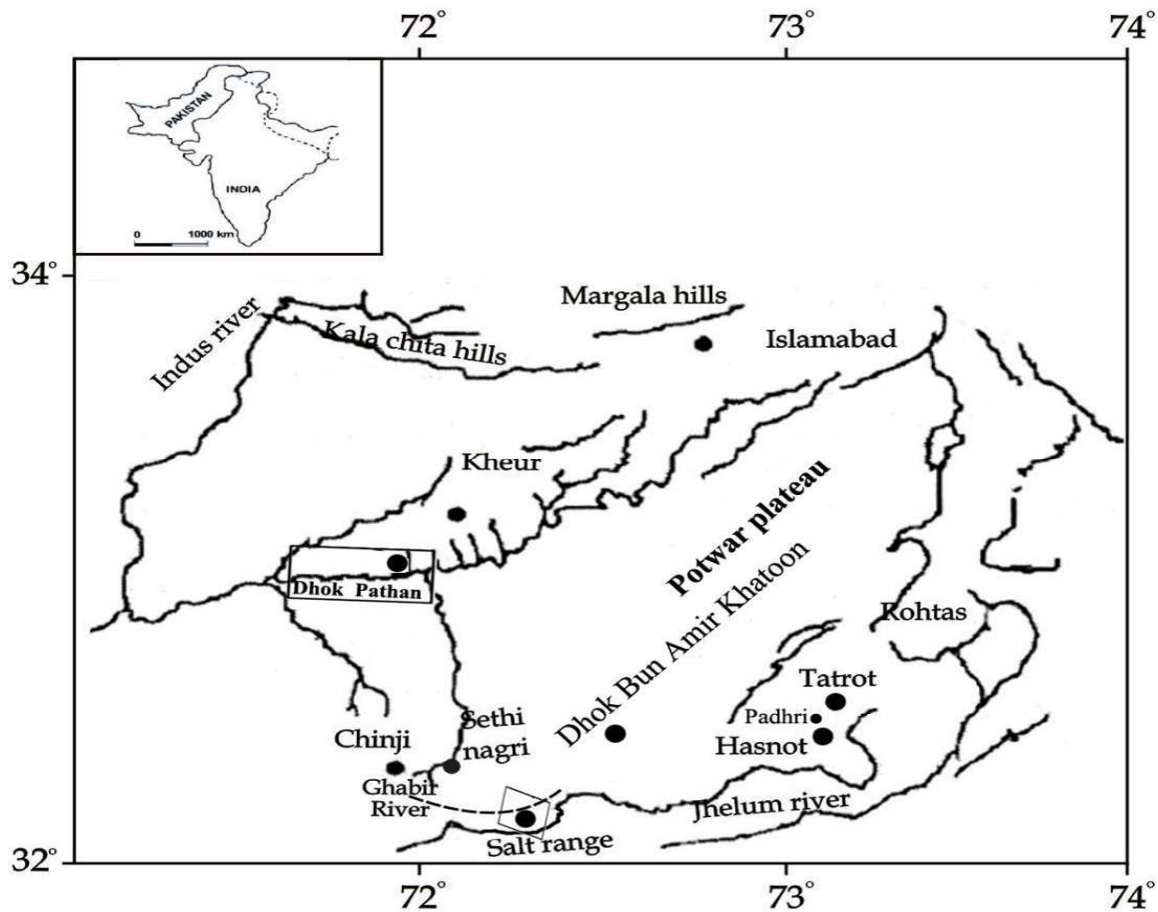 72°
73°
74°
PAKISTAN
INDIA
0 1000 km
34°
Margala hills
Indus river
Kala chita hills
Islamabad
Kheur
Potwar plateau
Dhok Pathan
Dhok Bun Amir Khatoon
Rohtas
Tatrot
Padhri
Hasnot
Sethi
nagri
Chinji
Ghabir
River
Jhelum river
Salt range
32°
72°
73°
74°